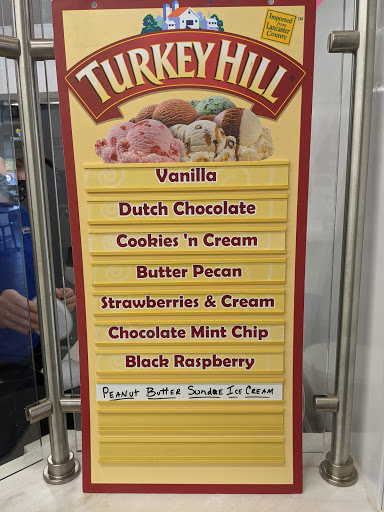 Imported
from
Lancaster
County
TURKEY HILL™
Vanilla
Dutch Chocolate
Cookies 'n Cream
Butter Pecan
Strawberries & Cream
Chocolate Mint Chip
Black Raspberry
PEANUT BUTTER SUNDAE ICE CREAM